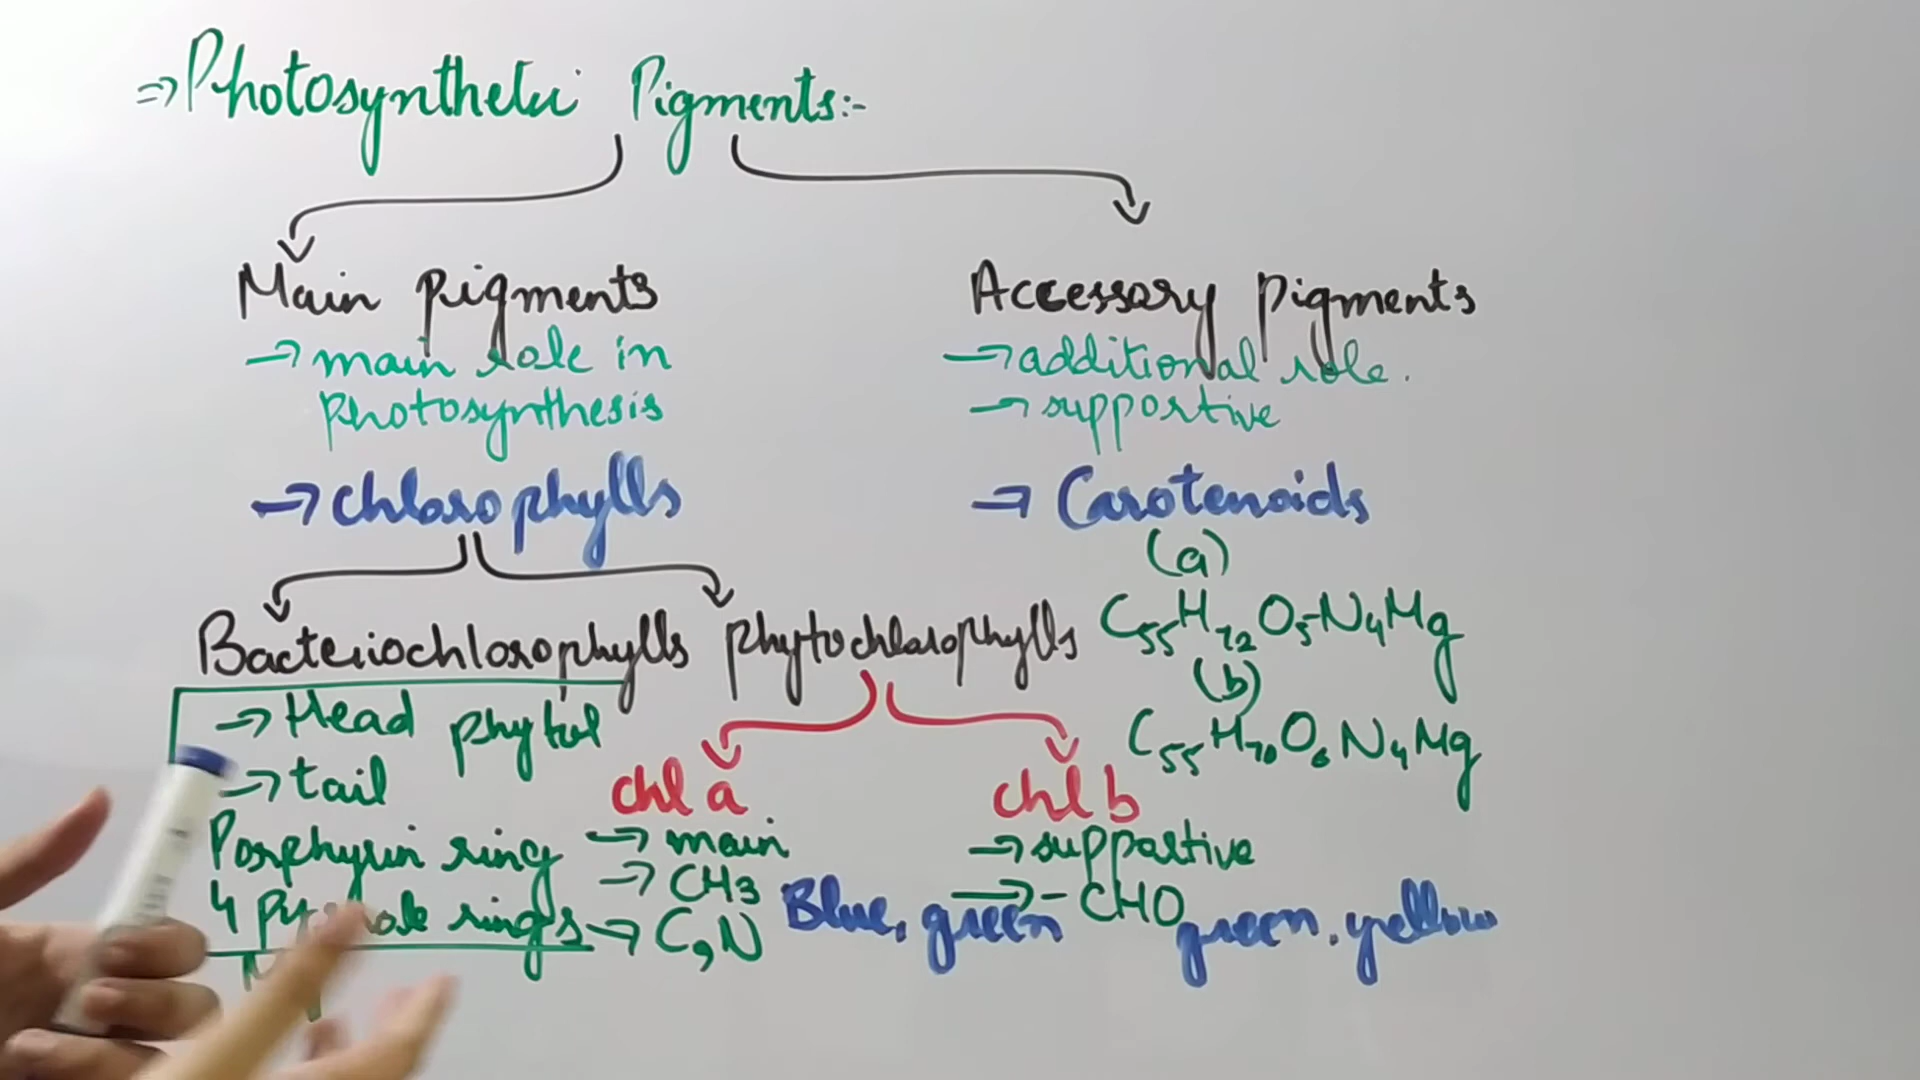 ⇒ Photosynthetic Pigments:-
Main pigments
→ main role in
photosynthesis
→ chlorophylls
Accessory pigments
→ additional role.
→ supportive
→ Carotenoids
Bacteriochlorophylls
phytochlorophylls
(a)
C55H72O5N4Mg
(b)
C55H70O6N4Mg
→ Head phytol
→ tail
Porphyrin ring
4 rings
chl a
→ main
→ CH3
→ C, N
Blue, green
chl b
→ supportive
→ - CHO
green, yellow